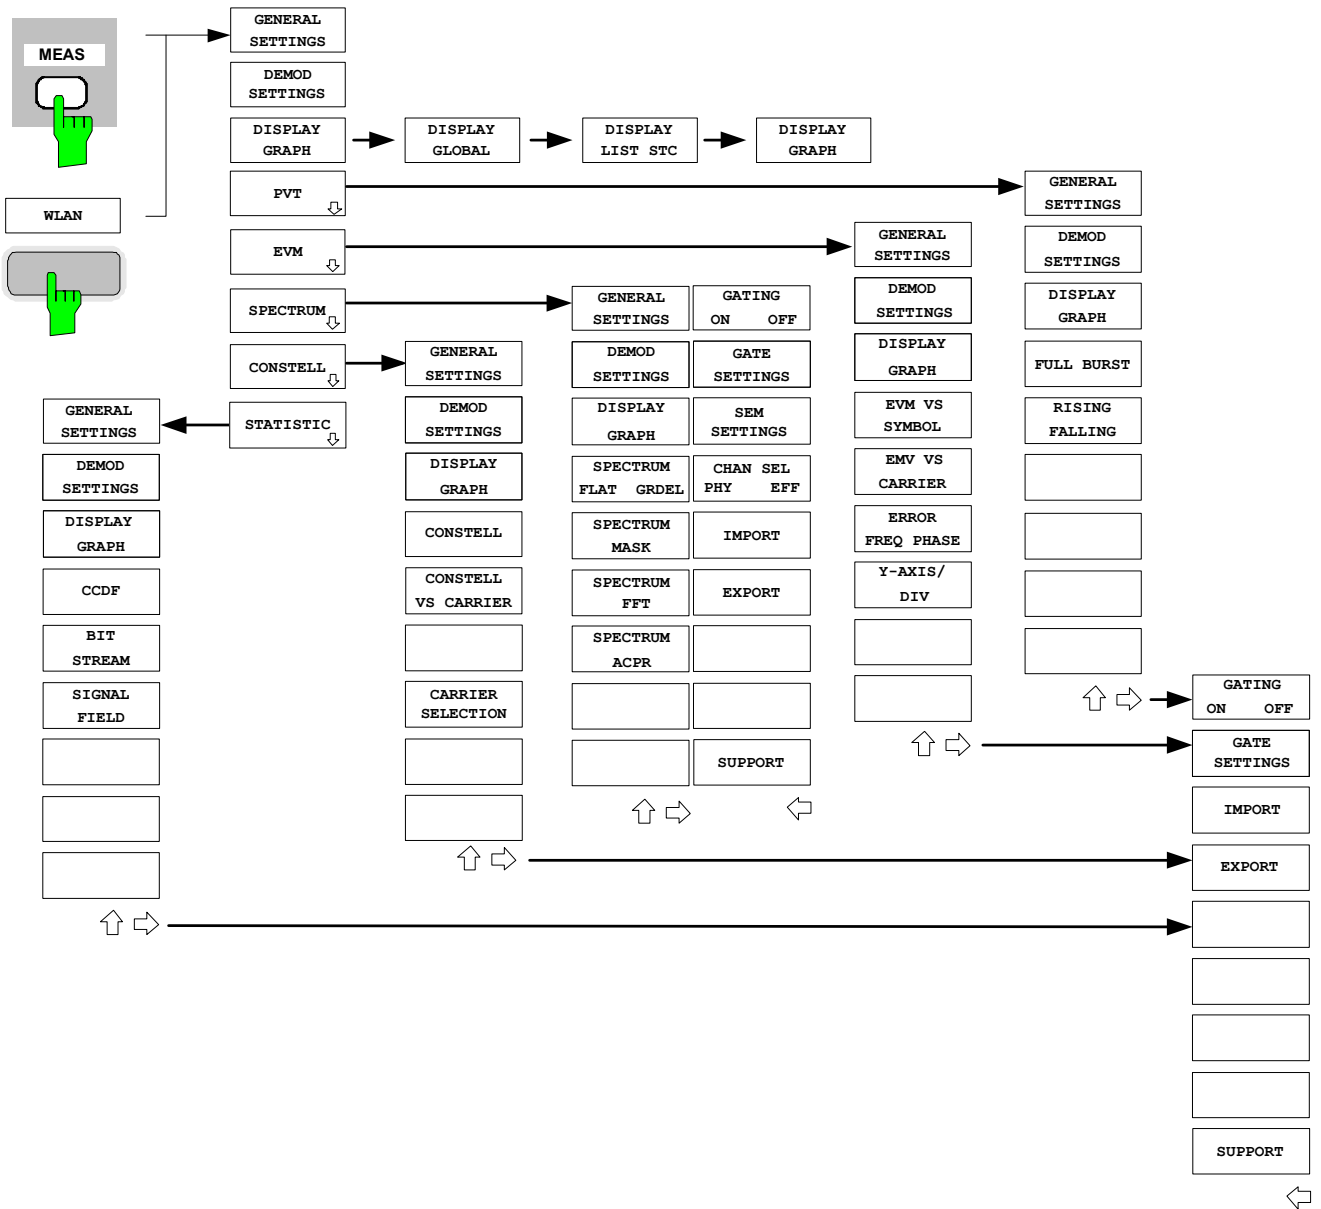 MEAS
WLAN
GENERAL
SETTINGS
DEMOD
SETTINGS
DISPLAY
GRAPH
DISPLAY
GLOBAL
DISPLAY
LIST STC
DISPLAY
GRAPH
PVT
EVM
SPECTRUM
CONSTELL
STATISTIC
GENERAL
SETTINGS
DEMOD
SETTINGS
DISPLAY
GRAPH
CCDF
BIT
STREAM
SIGNAL
FIELD
GENERAL
SETTINGS
DEMOD
SETTINGS
DISPLAY
GRAPH
CONSTELL
CONSTELL
VS CARRIER
CARRIER
SELECTION
GENERAL
SETTINGS
DEMOD
SETTINGS
DISPLAY
GRAPH
SPECTRUM
FLAT GRDEL
SPECTRUM
MASK
SPECTRUM
FFT
SPECTRUM
ACPR
GATING
ON OFF
GATE
SETTINGS
SEM
SETTINGS
CHAN SEL
PHY EFF
IMPORT
EXPORT
SUPPORT
GENERAL
SETTINGS
DEMOD
SETTINGS
DISPLAY
GRAPH
EVM VS
SYMBOL
EMV VS
CARRIER
ERROR
FREQ PHASE
Y-AXIS/
DIV
GENERAL
SETTINGS
DEMOD
SETTINGS
DISPLAY
GRAPH
FULL BURST
RISING
FALLING
GATING
ON OFF
GATE
SETTINGS
IMPORT
EXPORT
SUPPORT